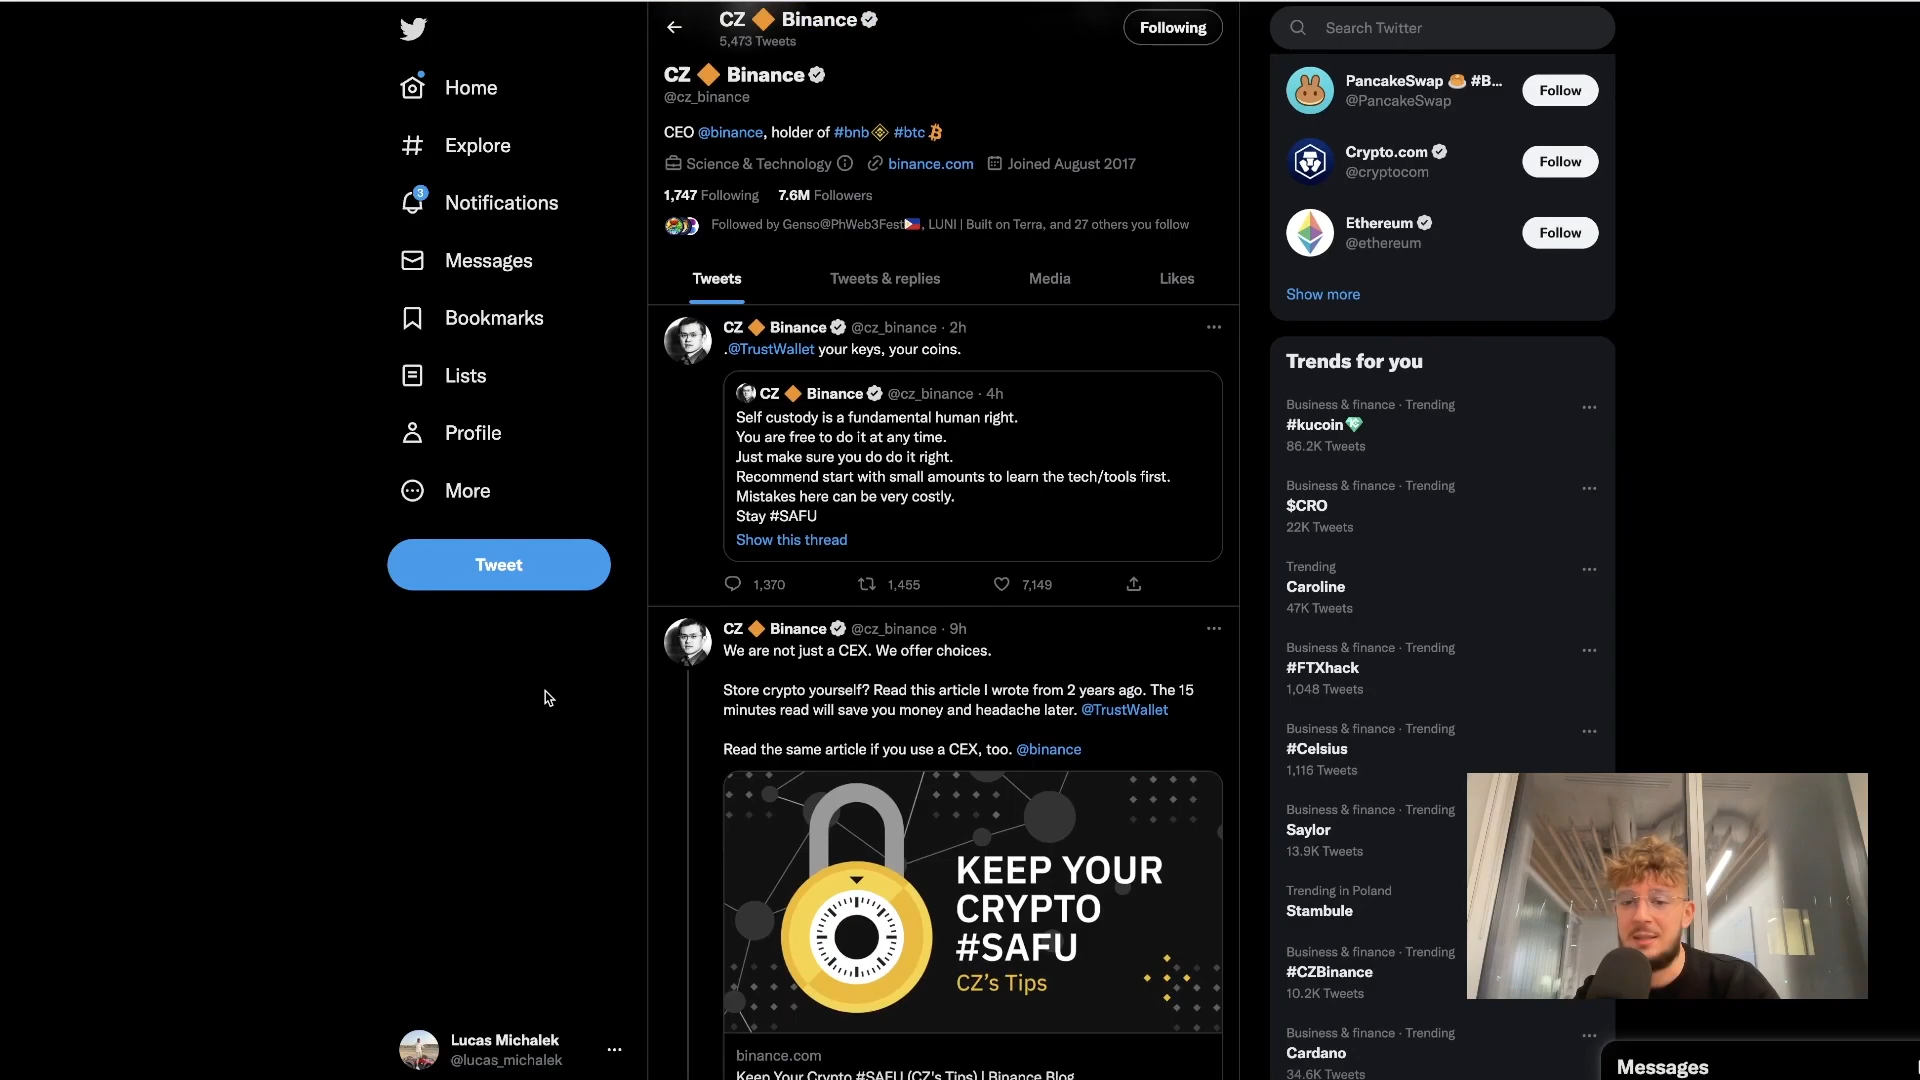 Home
Explore
3
Notifications
Messages
Bookmarks
Lists
Profile
More
Tweet
Lucas Michalek
@lucas_michalek
CZ 🔶 Binance
5,473 Tweets
Following
CZ 🔶 Binance
@cz_binance
CEO @binance, holder of #bnb #btc
Science & Technology binance.com Joined August 2017
1,747 Following 7.6M Followers
Followed by Genso@PhWeb3Fest🇵🇭, LUNI | Built on Terra, and 27 others you follow
Tweets Tweets & replies Media Likes
CZ 🔶 Binance @cz_binance · 2h
.@TrustWallet your keys, your coins.
CZ 🔶 Binance @cz_binance · 4h
Self custody is a fundamental human right.
You are free to do it at any time.
Just make sure you do do it right.
Recommend start with small amounts to learn the tech/tools first.
Mistakes here can be very costly.
Stay #SAFU
Show this thread
1,370 1,455 7,149
CZ 🔶 Binance @cz_binance · 9h
We are not just a CEX. We offer choices.
Store crypto yourself? Read this article I wrote from 2 years ago. The 15
minutes read will save you money and headache later. @TrustWallet
Read the same article if you use a CEX, too. @binance
KEEP YOUR
CRYPTO
#SAFU
CZ's Tips
binance.com
Keep Your Crypto #SAFU (CZ's Tips) | Binance Blog
Search Twitter
PancakeSwap 🥞 #B...
@PancakeSwap
Follow
Crypto.com
@cryptocom
Follow
Ethereum
@ethereum
Follow
Show more
Trends for you
Business & finance · Trending
#kucoin
86.2K Tweets
Business & finance · Trending
$CRO
22K Tweets
Trending
Caroline
47K Tweets
Business & finance · Trending
#FTXhack
1,048 Tweets
Business & finance · Trending
#Celsius
1,116 Tweets
Business & finance · Trending
Saylor
13.9K Tweets
Trending in Poland
Stambule
Business & finance · Trending
#CZBinance
10.2K Tweets
Business & finance · Trending
Cardano
34.6K Tweets
Messages